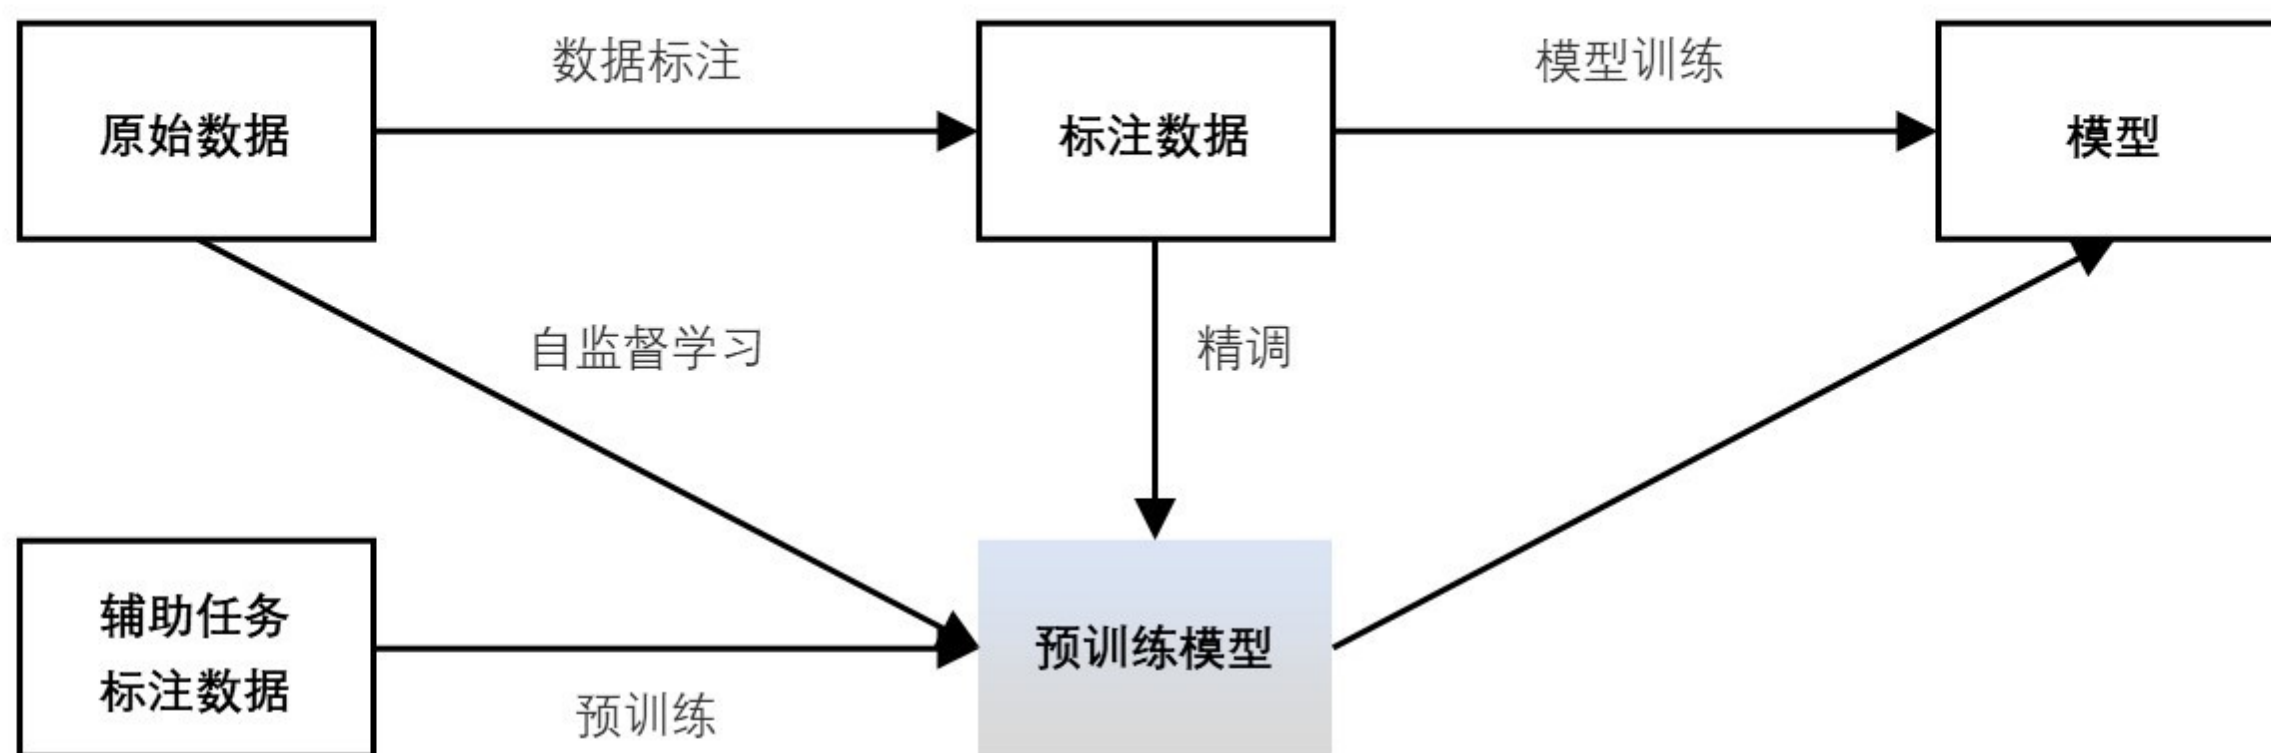 数据标注
模型训练
原始数据
标注数据
模型
自监督学习
精调
辅助任务
标注数据
预训练模型
预训练